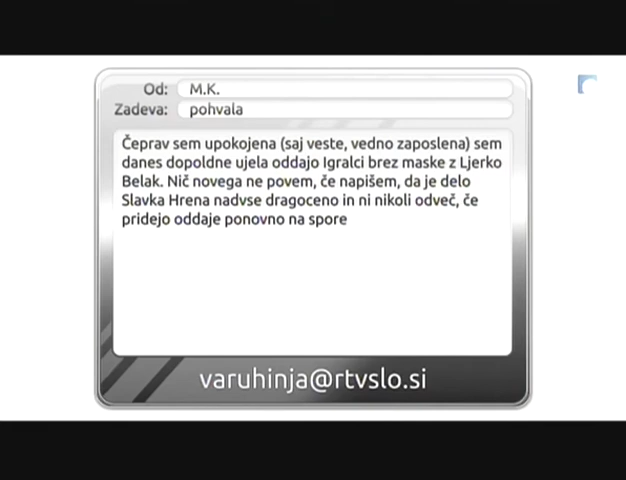 Od: M.K.
Zadeva: pohvala
Čeprav sem upokojena (saj veste, vedno zaposlena) sem
danes dopoldne ujela oddajo Igralci brez maske z Ljerko
Belak. Nič novega ne povem, če napišem, da je delo
Slavka Hrena nadvse dragoceno in ni nikoli odveč, če
pridejo oddaje ponovno na spore
varuhinja@rtvslo.si